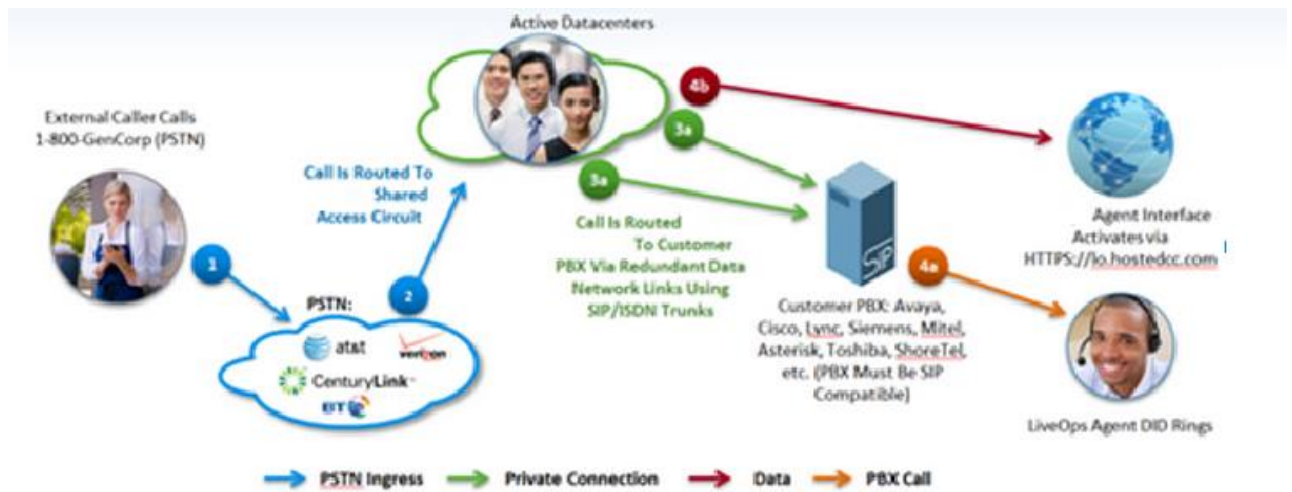 Active Datacenters
External Caller Calls
1-800-GenCorp (PSTN)
Call Is Routed To
Shared
Access Circuit
1
2
PSTN:
at&t
verizon
CenturyLink
BT
3a
3a
Call Is Routed
To Customer
PBX Via Redundant Data
Network Links Using
SIP/ISDN Trunks
SIP
Customer PBX: Avaya,
Cisco, Lync, Siemens, Mitel,
Asterisk, Toshiba, ShoreTel,
etc. (PBX Must Be SIP
Compatible)
Agent Interface
Activates via
HTTPS://lo.hostedcc.com
LiveOps Agent DID Rings
PSTN Ingress
Private Connection
Data
PBX Call